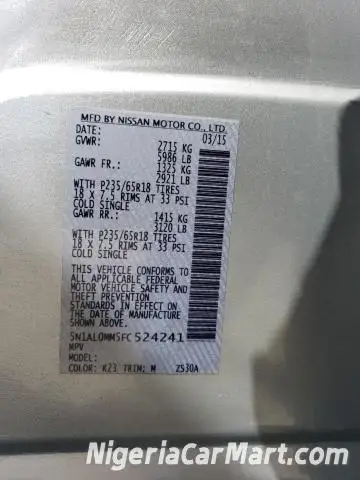 MFD BY NISSAN MOTOR CO., LTD.
DATE: 03/15
GVWR: 2715 KG
5986 LB
GAWR FR.: 1325 KG
2921 LB
WITH P235/65R18 TIRES
18 X 7.5 RIMS AT 33 PSI
COLD SINGLE
GAWR RR.: 1415 KG
3120 LB
WITH P235/65R18 TIRES
18 X 7.5 RIMS AT 33 PSI
COLD SINGLE
THIS VEHICLE CONFORMS TO
ALL APPLICABLE FEDERAL
MOTOR VEHICLE SAFETY AND
THEFT PREVENTION
STANDARDS IN EFFECT ON
THE DATE OF MANUFACTURE
SHOWN ABOVE.
5N1AL0MM5FC524241
MPV
COLOR: K23 TRIM: M ZS30A
NigeriaCarMart.com